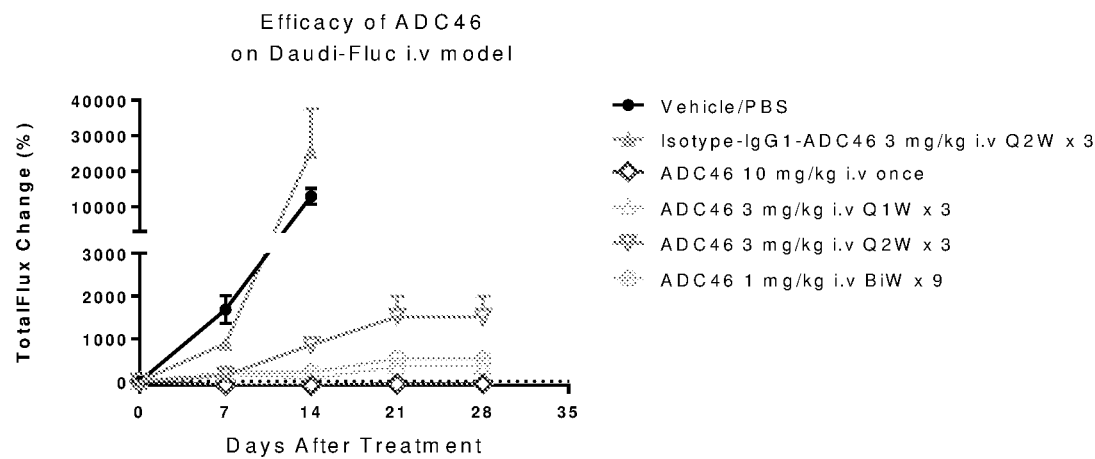 Efficacy of ADC46
on Daudi-Fluc i.v model
TotalFlux Change (%)
40000
30000
20000
10000
3000
2000
1000
0
0 7 14 21 28 35
Days After Treatment
Vehicle/PBS
Isotype-IgG1-ADC46 3 mg/kg i.v Q2W x 3
ADC46 10 mg/kg i.v once
ADC46 3 mg/kg i.v Q1W x 3
ADC46 3 mg/kg i.v Q2W x 3
ADC46 1 mg/kg i.v BiW x 9